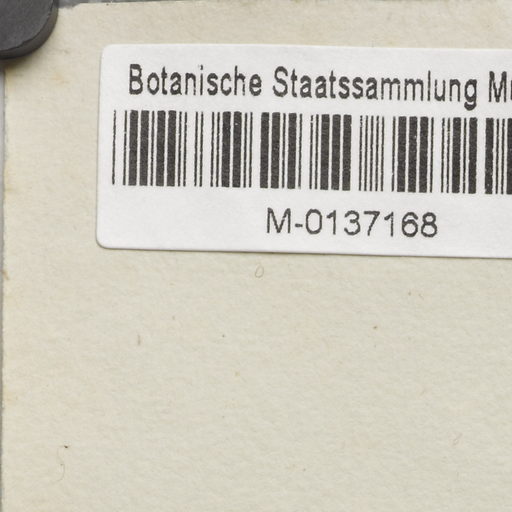 Botanische Staatssammlung
M-0137168